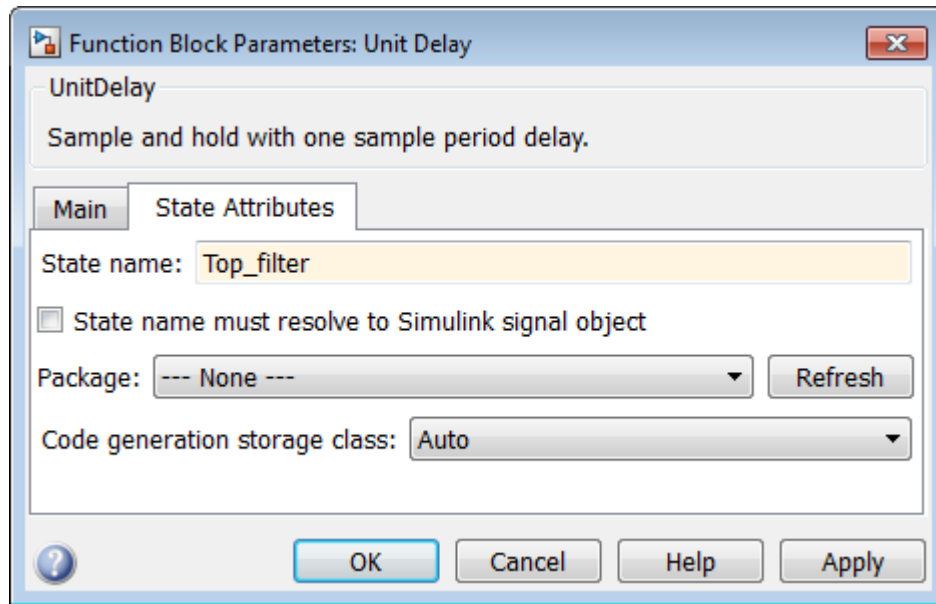 Function Block Parameters: Unit Delay
UnitDelay
Sample and hold with one sample period delay.
Main State Attributes
State name: Top_filter
State name must resolve to Simulink signal object
Package: --- None --- Refresh
Code generation storage class: Auto
OK Cancel Help Apply